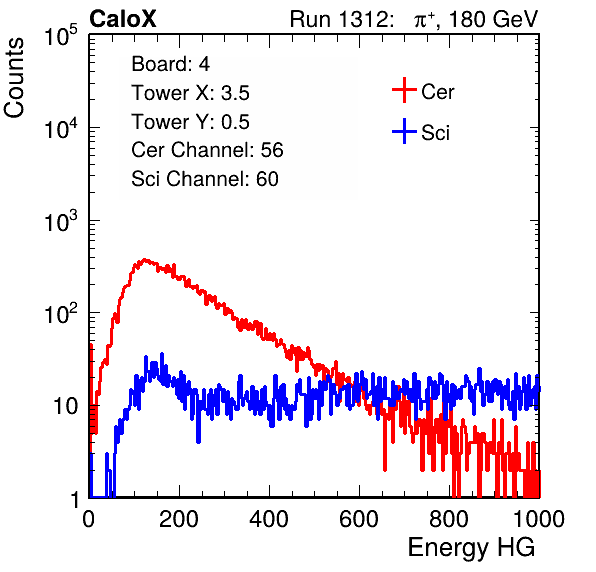 CaloX Run 1312: π⁺, 180 GeV
Counts
Board: 4
Tower X: 3.5
Tower Y: 0.5
Cer Channel: 56
Sci Channel: 60
Cer
Sci
10⁵
10⁴
10³
10²
10
1
0 200 400 600 800 1000
Energy HG